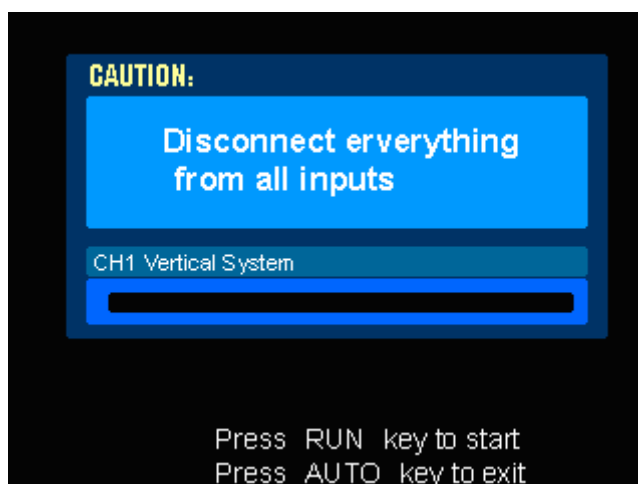 CAUTION:
Disconnect erverything
from all inputs
CH1 Vertical System
Press RUN key to start
Press AUTO key to exit